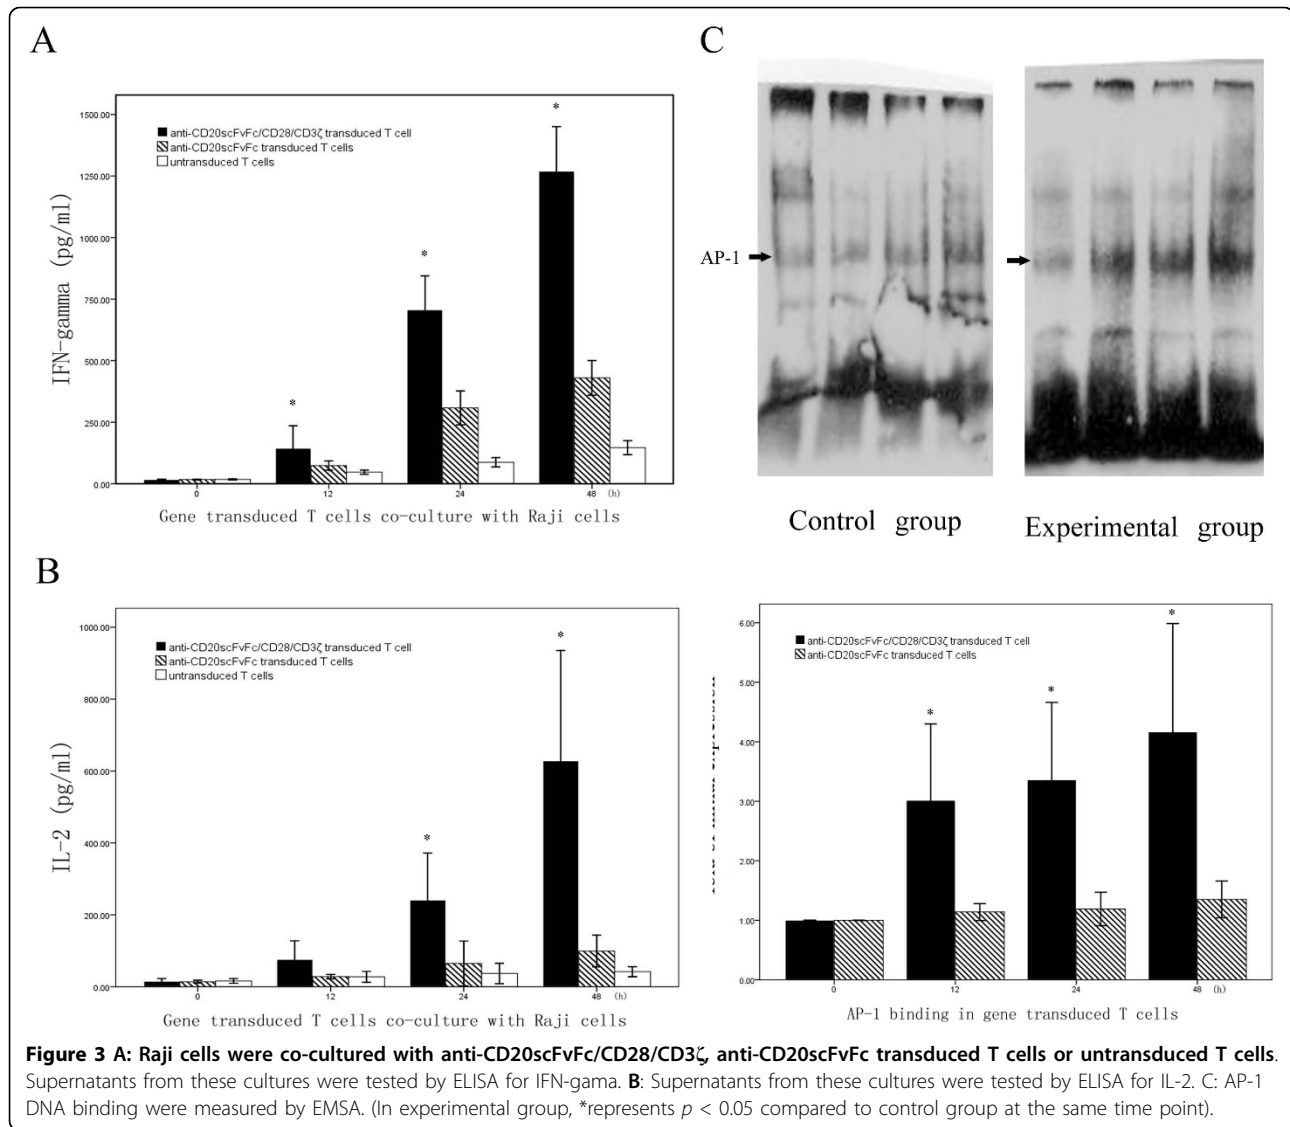 A
1500.00
1250.00
1000.00
750.00
500.00
250.00
0.00
IFN-gamma (pg/ml)
anti-CD20scFvFc/CD28/CD3ζ transduced T cell
anti-CD20scFvFc transduced T cells
untransduced T cells
*
*
*
0
12
24
48
(h)
Gene transduced T cells co-culture with Raji cells
B
1000.00
800.00
600.00
400.00
200.00
0.00
IL-2 (pg/ml)
anti-CD20scFvFc/CD28/CD3ζ transduced T cell
anti-CD20scFvFc transduced T cells
untransduced T cells
*
*
0
12
24
48
(h)
Gene transduced T cells co-culture with Raji cells
C
AP-1
Control group
Experimental group
6.00
5.00
4.00
3.00
2.00
1.00
0.00
anti-CD20scFvFc/CD28/CD3ζ transduced T cell
anti-CD20scFvFc transduced T cells
*
*
*
0
12
24
48
(h)
AP-1 binding in gene transduced T cells
Figure 3 A: Raji cells were co-cultured with anti-CD20scFvFc/CD28/CD3ζ, anti-CD20scFvFc transduced T cells or untransduced T cells.
Supernatants from these cultures were tested by ELISA for IFN-gama. B: Supernatants from these cultures were tested by ELISA for IL-2. C: AP-1
DNA binding were measured by EMSA. (In experimental group, *represents p < 0.05 compared to control group at the same time point).